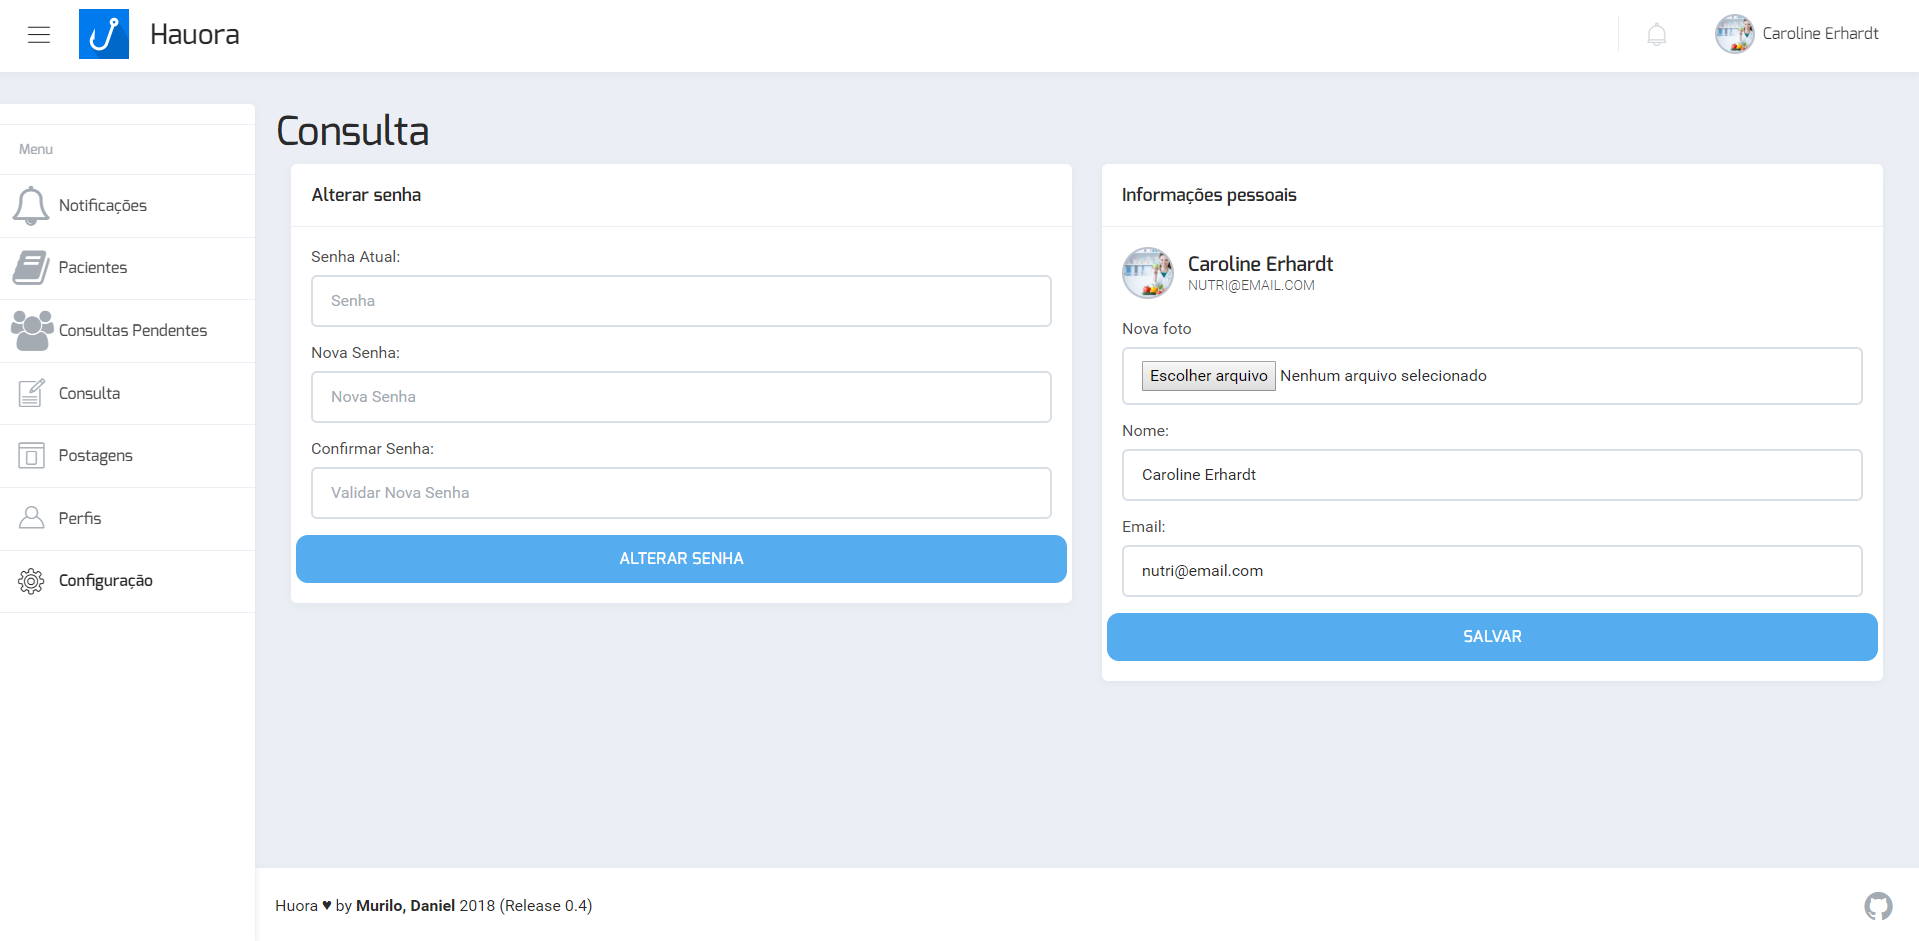 Hauora
Caroline Erhardt
Menu
Notificações
Pacientes
Consultas Pendentes
Consulta
Postagens
Perfis
Configuração
Consulta
Alterar senha
Senha Atual:
Senha
Nova Senha:
Nova Senha
Confirmar Senha:
Validar Nova Senha
ALTERAR SENHA
Informações pessoais
Caroline Erhardt
NUTRI@EMAIL.COM
Nova foto
Escolher arquivo Nenhum arquivo selecionado
Nome:
Caroline Erhardt
Email:
nutri@email.com
SALVAR
Huora ♥ by Murilo, Daniel 2018 (Release 0.4)